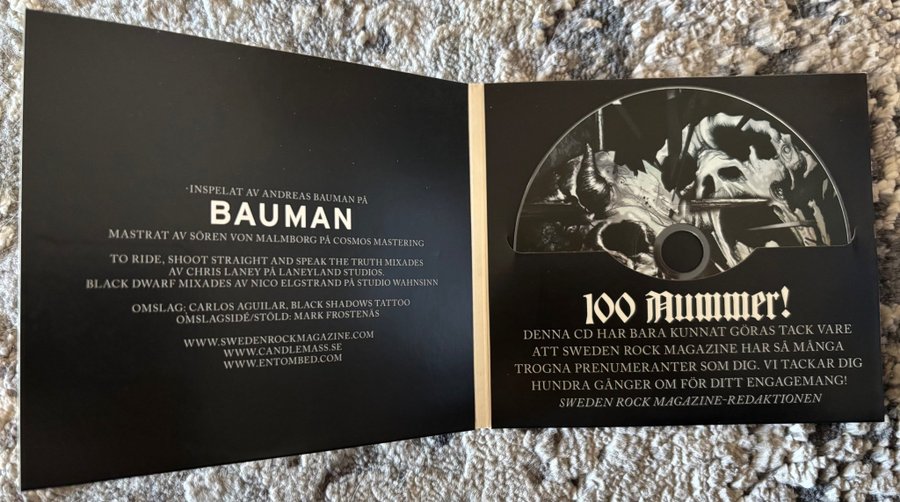 INSPELAT AV ANDREAS BAUMAN PÅ
BAUMAN
MASTRAT AV SÖREN VON MALMBORG PÅ COSMOS MASTERING
TO RIDE, SHOOT STRAIGHT AND SPEAK THE TRUTH MIXADES
AV CHRIS LANEY PÅ LANEYLAND STUDIOS.
BLACK DWARF MIXADES AV NICO ELGSTRAND PÅ STUDIO WAHNSINN
OMSLAG: CARLOS AGUILAR, BLACK SHADOWS TATTOO
OMSLAGSIDÉ/STÖLD: MARK FROSTENÄS
WWW.SWEDENROCKMAGAZINE.COM
WWW.CANDLEMASS.SE
WWW.ENTOMBED.COM
100 Nummer!
DENNA CD HAR BARA KUNNAT GÖRAS TACK VARE
ATT SWEDEN ROCK MAGAZINE HAR SÅ MÅNGA
TROGNA PRENUMERANTER SOM DIG. VI TACKAR DIG
HUNDRA GÅNGER OM FÖR DITT ENGAGEMANG!
SWEDEN ROCK MAGAZINE-REDAKTIONEN